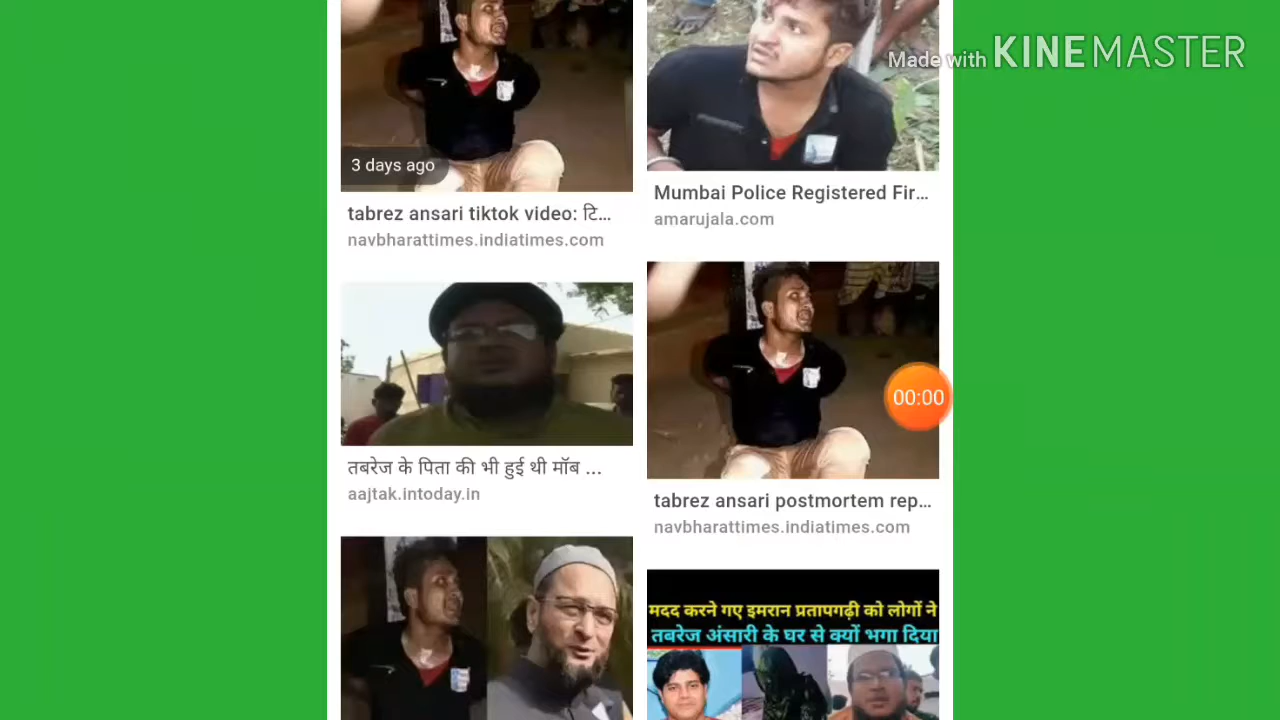 Made with KINEMASTER
3 days ago
tabrez ansari tiktok video: टि...
navbharattimes.indiatimes.com
तबरेज के पिता की भी हुई थी मॉब ...
aajtak.intoday.in
Mumbai Police Registered Fir...
amarujala.com
00:00
tabrez ansari postmortem rep...
navbharattimes.indiatimes.com
मदद करने गए इमरान प्रतापगढ़ी को लोगों ने
तबरेज अंसारी के घर से क्यों भगा दिया